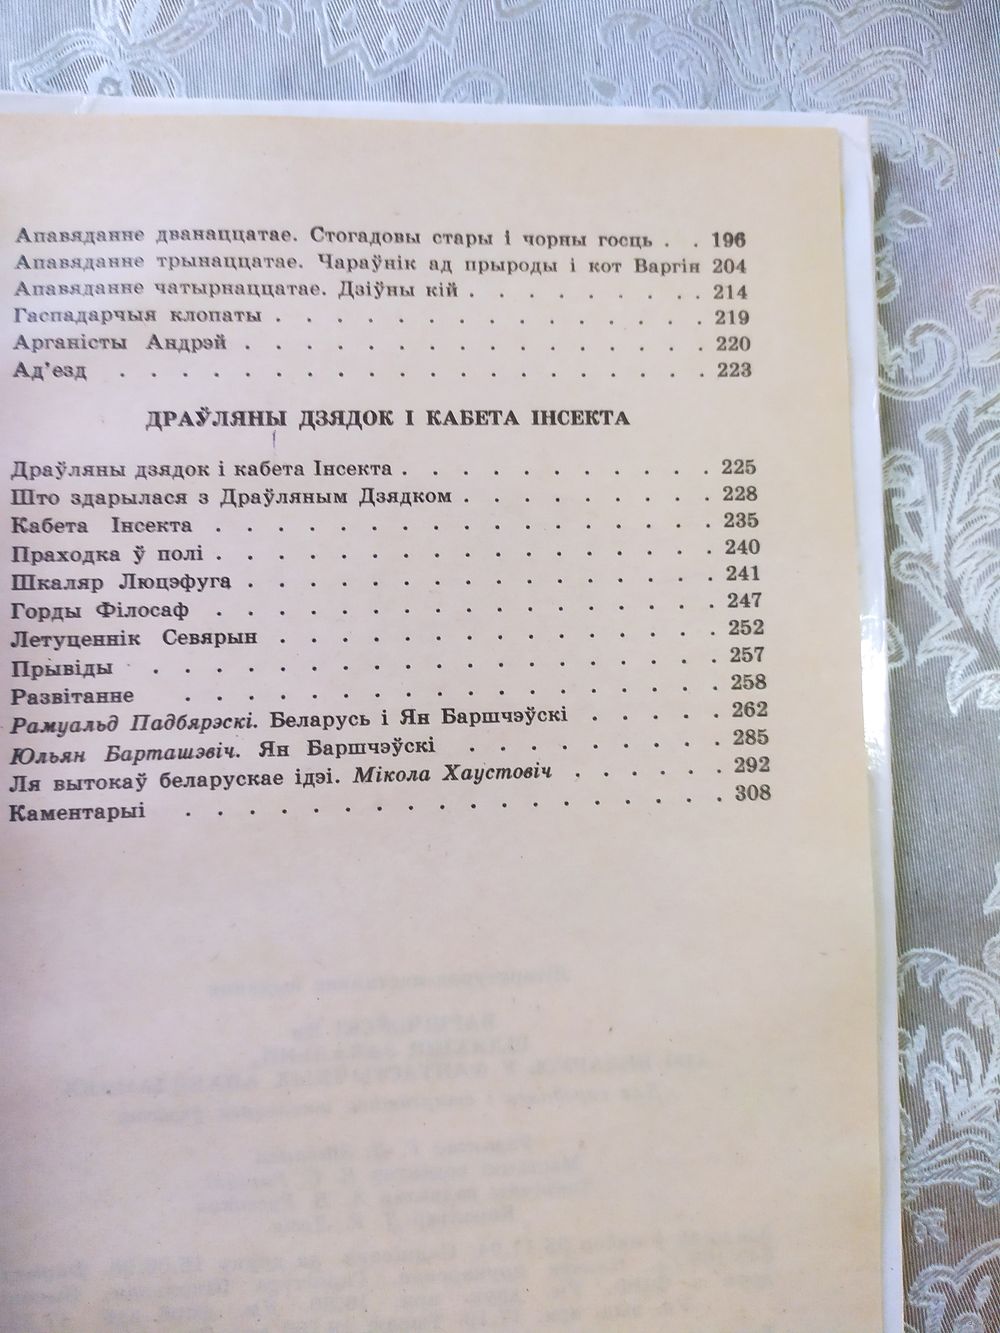 Апавяданне дванаццатае. Стогадовы стары і чорны госць . . 196
Апавяданне трынаццатае. Чараўнік ад прыроды і кот Варгін 204
Апавяданне чатырнаццатае. Дзіўны кій . . . . . . . . . 214
Гаспадарчыя клопаты . . . . . . . . . . . . . . . 219
Арганісты Андрэй . . . . . . . . . . . . . . . . 220
Ад'езд . . . . . . . . . . . . . . . . . . . 223
ДРАЎЛЯНЫ ДЗЯДОК І КАБЕТА ІНСЕКТА
Драўляны дзядок і кабета Інсекта . . . . . . . . . . . 225
Што здарылася з Драўляным Дзядком . . . . . . . . . 228
Кабета Інсекта . . . . . . . . . . . . . . . . . 235
Праходка ў полі . . . . . . . . . . . . . . . . . 240
Шкаляр Люцэфуга . . . . . . . . . . . . . . . . 241
Горды Філосаф . . . . . . . . . . . . . . . . . 247
Летуценнік Севярын . . . . . . . . . . . . . . . 252
Прывіды . . . . . . . . . . . . . . . . . . . 257
Развітанне . . . . . . . . . . . . . . . . . . 258
Рамуальд Падбярэскі. Беларусь і Ян Баршчэўскі . . . . . 262
Юльян Барташэвіч. Ян Баршчэўскі . . . . . . . . . 285
Ля вытокаў беларускае ідэі. Мікола Хаустовіч . . . . . . 292
Каментарыі . . . . . . . . . . . . . . . . . . 308